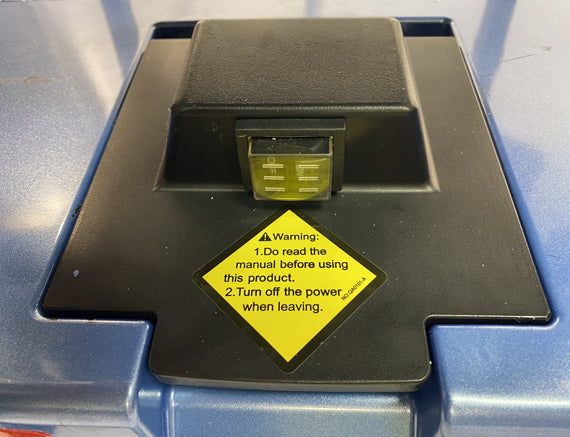 Warning:
1.Do read the
manual before using
this product.
2.Turn off the power
when leaving.